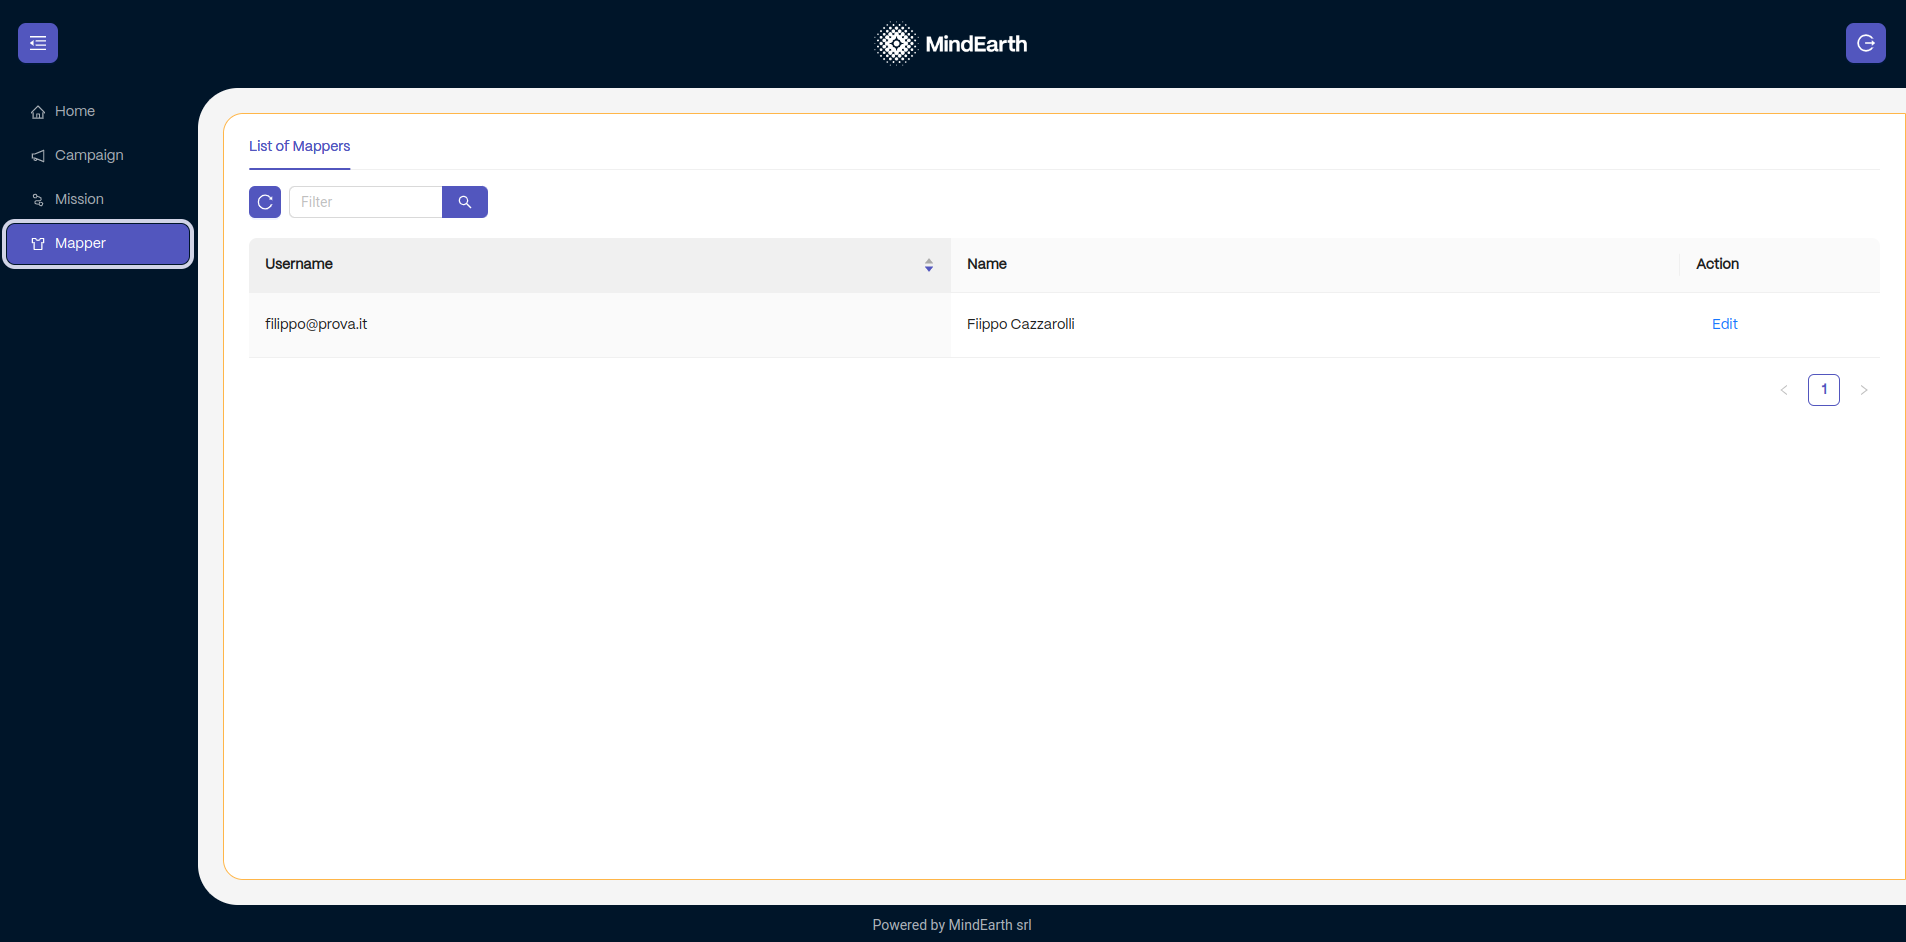 MindEarth
Home
Campaign
Mission
Mapper
List of Mappers
Filter
Username Name Action
filippo@prova.it Fiippo Cazzarolli Edit
< 1 >
Powered by MindEarth srl